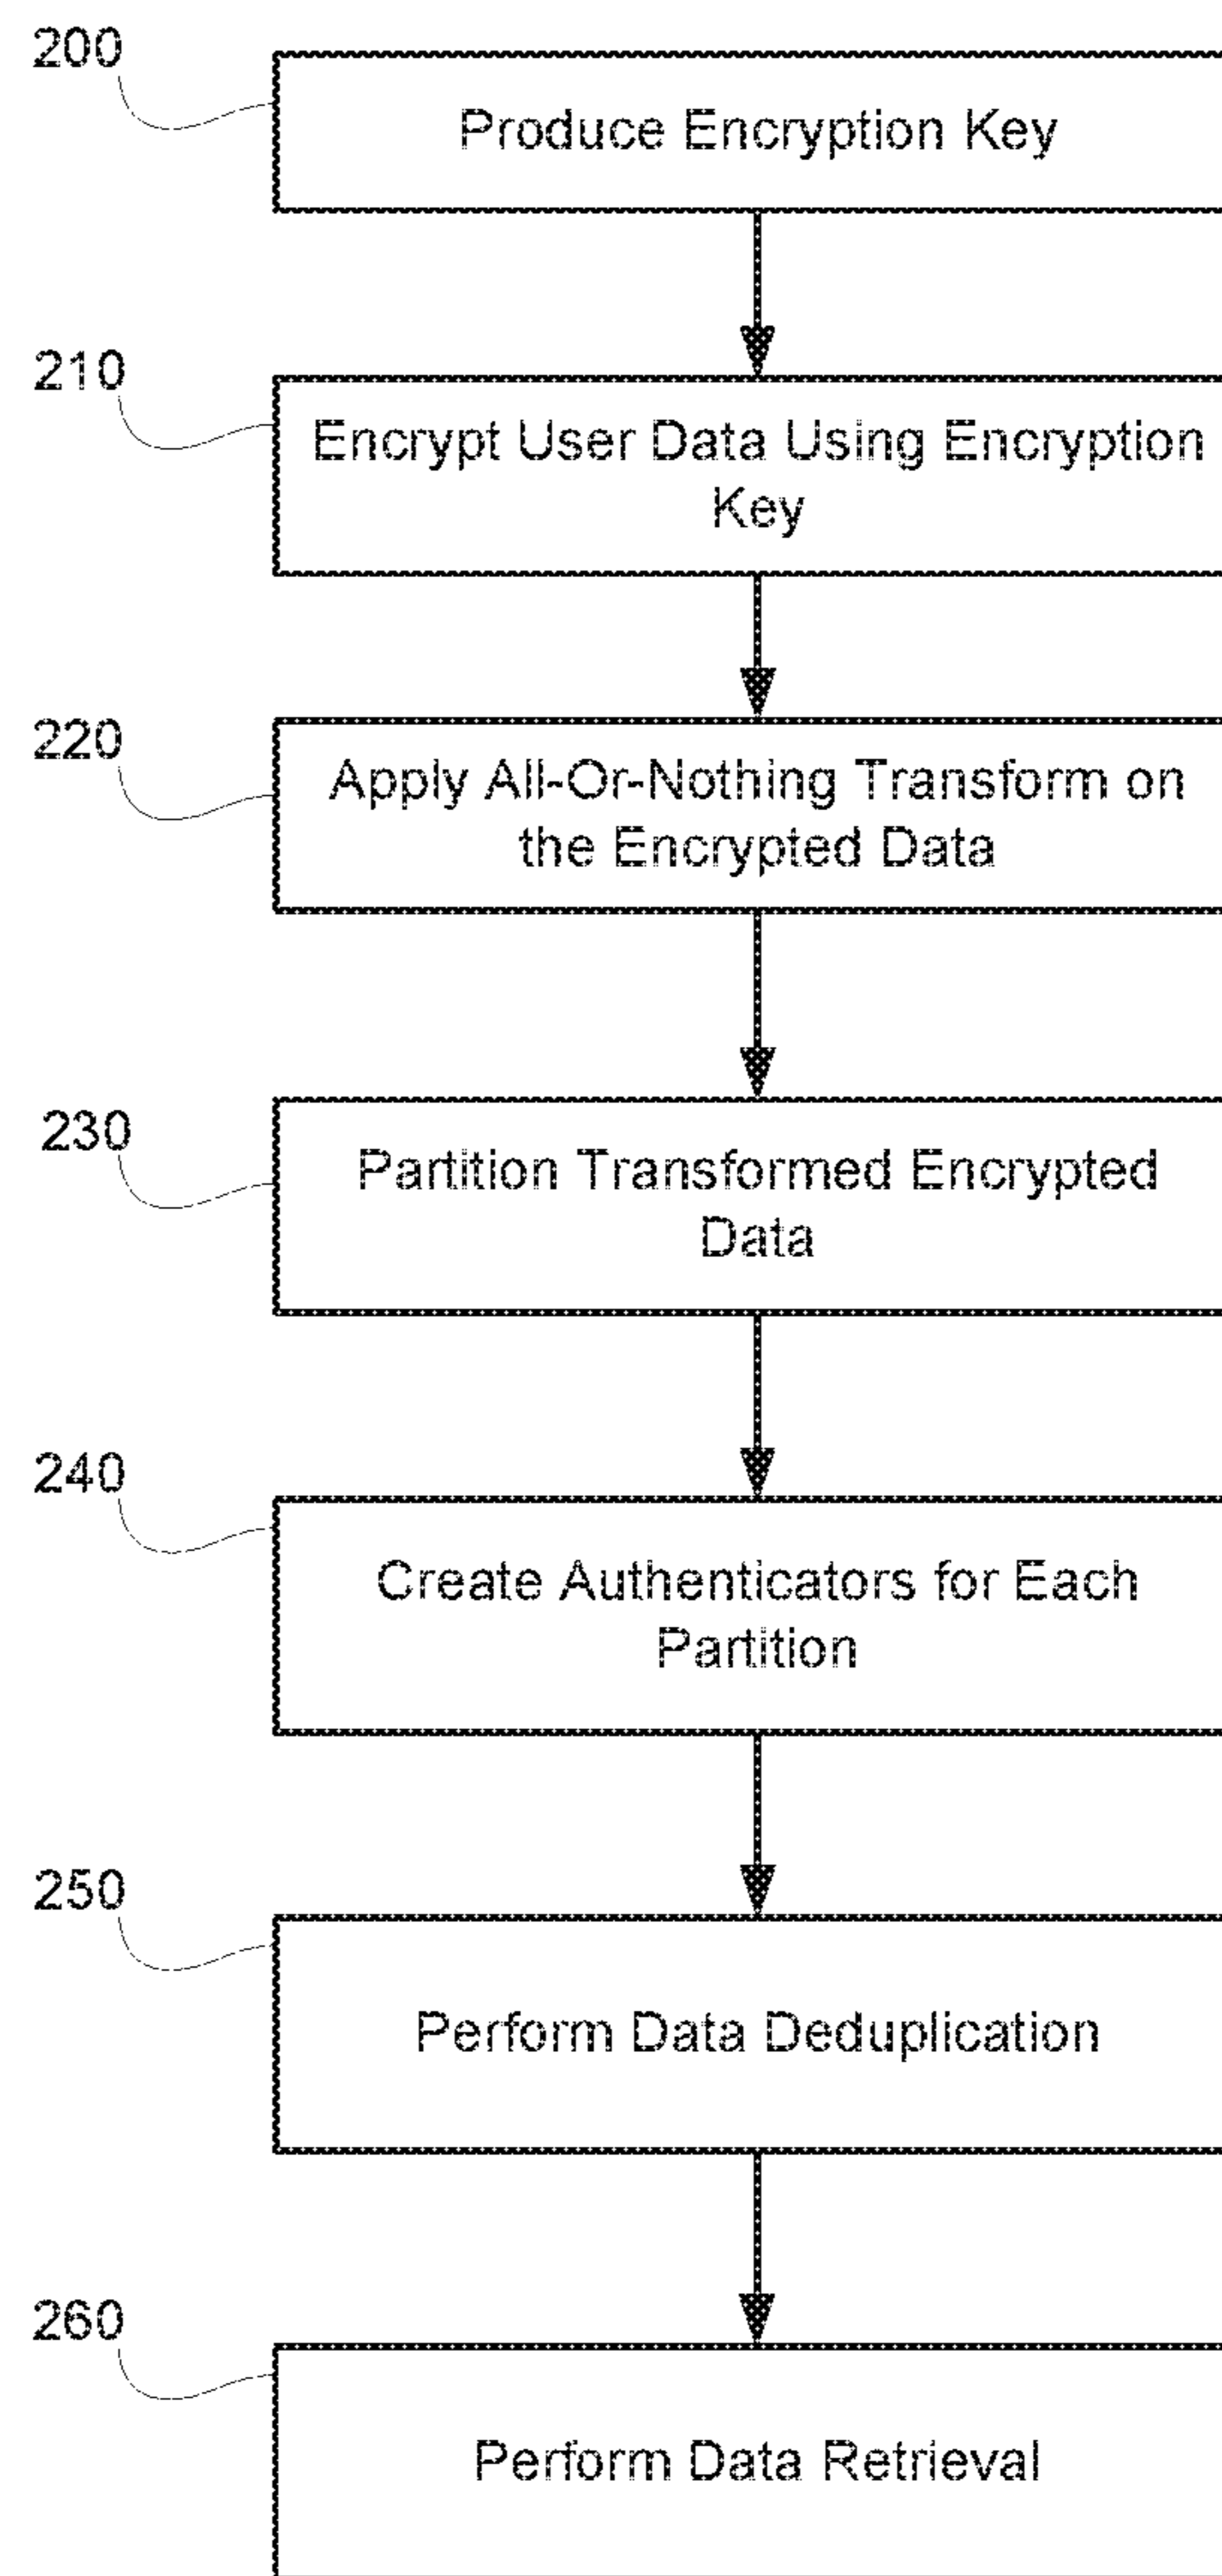 200
Produce Encryption Key
210
Encrypt User Data Using Encryption
Key
220
Apply All-Or-Nothing Transform on
the Encrypted Data
230
Partition Transformed Encrypted
Data
240
Create Authenticators for Each
Partition
250
Perform Data Deduplication
260
Perform Data Retrieval